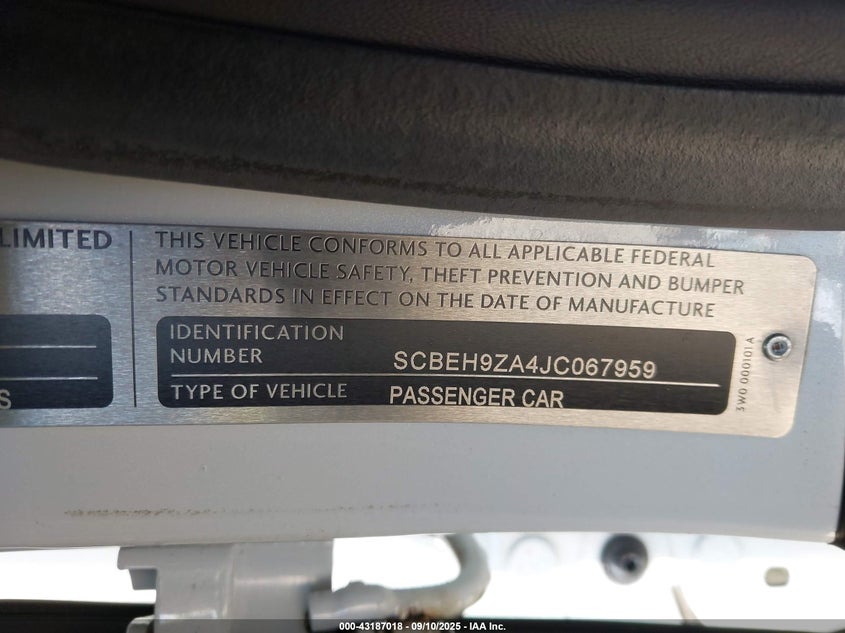 LIMITED
THIS VEHICLE CONFORMS TO ALL APPLICABLE FEDERAL
MOTOR VEHICLE SAFETY, THEFT PREVENTION AND BUMPER
STANDARDS IN EFFECT ON THE DATE OF MANUFACTURE
IDENTIFICATION
NUMBER SCBEH9ZA4JC067959
TYPE OF VEHICLE PASSENGER CAR
S
3W0 000101 A
000-43187018 - 09/10/2025 - IAA Inc.